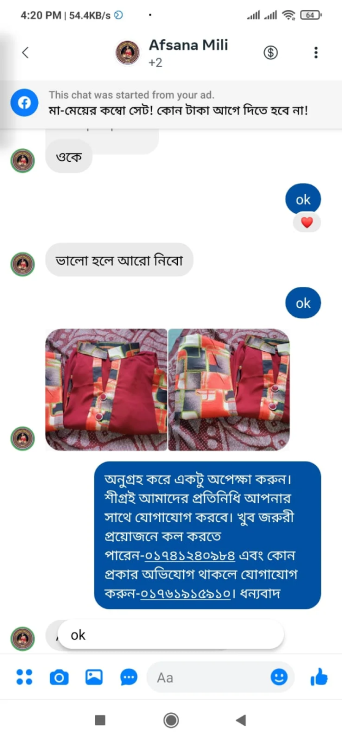 4:20 PM | 54.4KB/s
64
Afsana Mili
+2
This chat was started from your ad.
মা-মেয়ের কম্বো সেট! কোন টাকা আগে দিতে হবে না!
ওকে
ok
ভালো হলে আরো নিবো
ok
অনুগ্রহ করে একটু অপেক্ষা করুন।
শীগ্রই আমাদের প্রতিনিধি আপনার
সাথে যোগাযোগ করবে। খুব জরুরী
প্রয়োজনে কল করতে
পারেন-০১৭৪১২৪০৯৮৪ এবং কোন
প্রকার অভিযোগ থাকলে যোগাযোগ
করুন-০১৭৬১৯১৫৯১০। ধন্যবাদ
ok
Aa